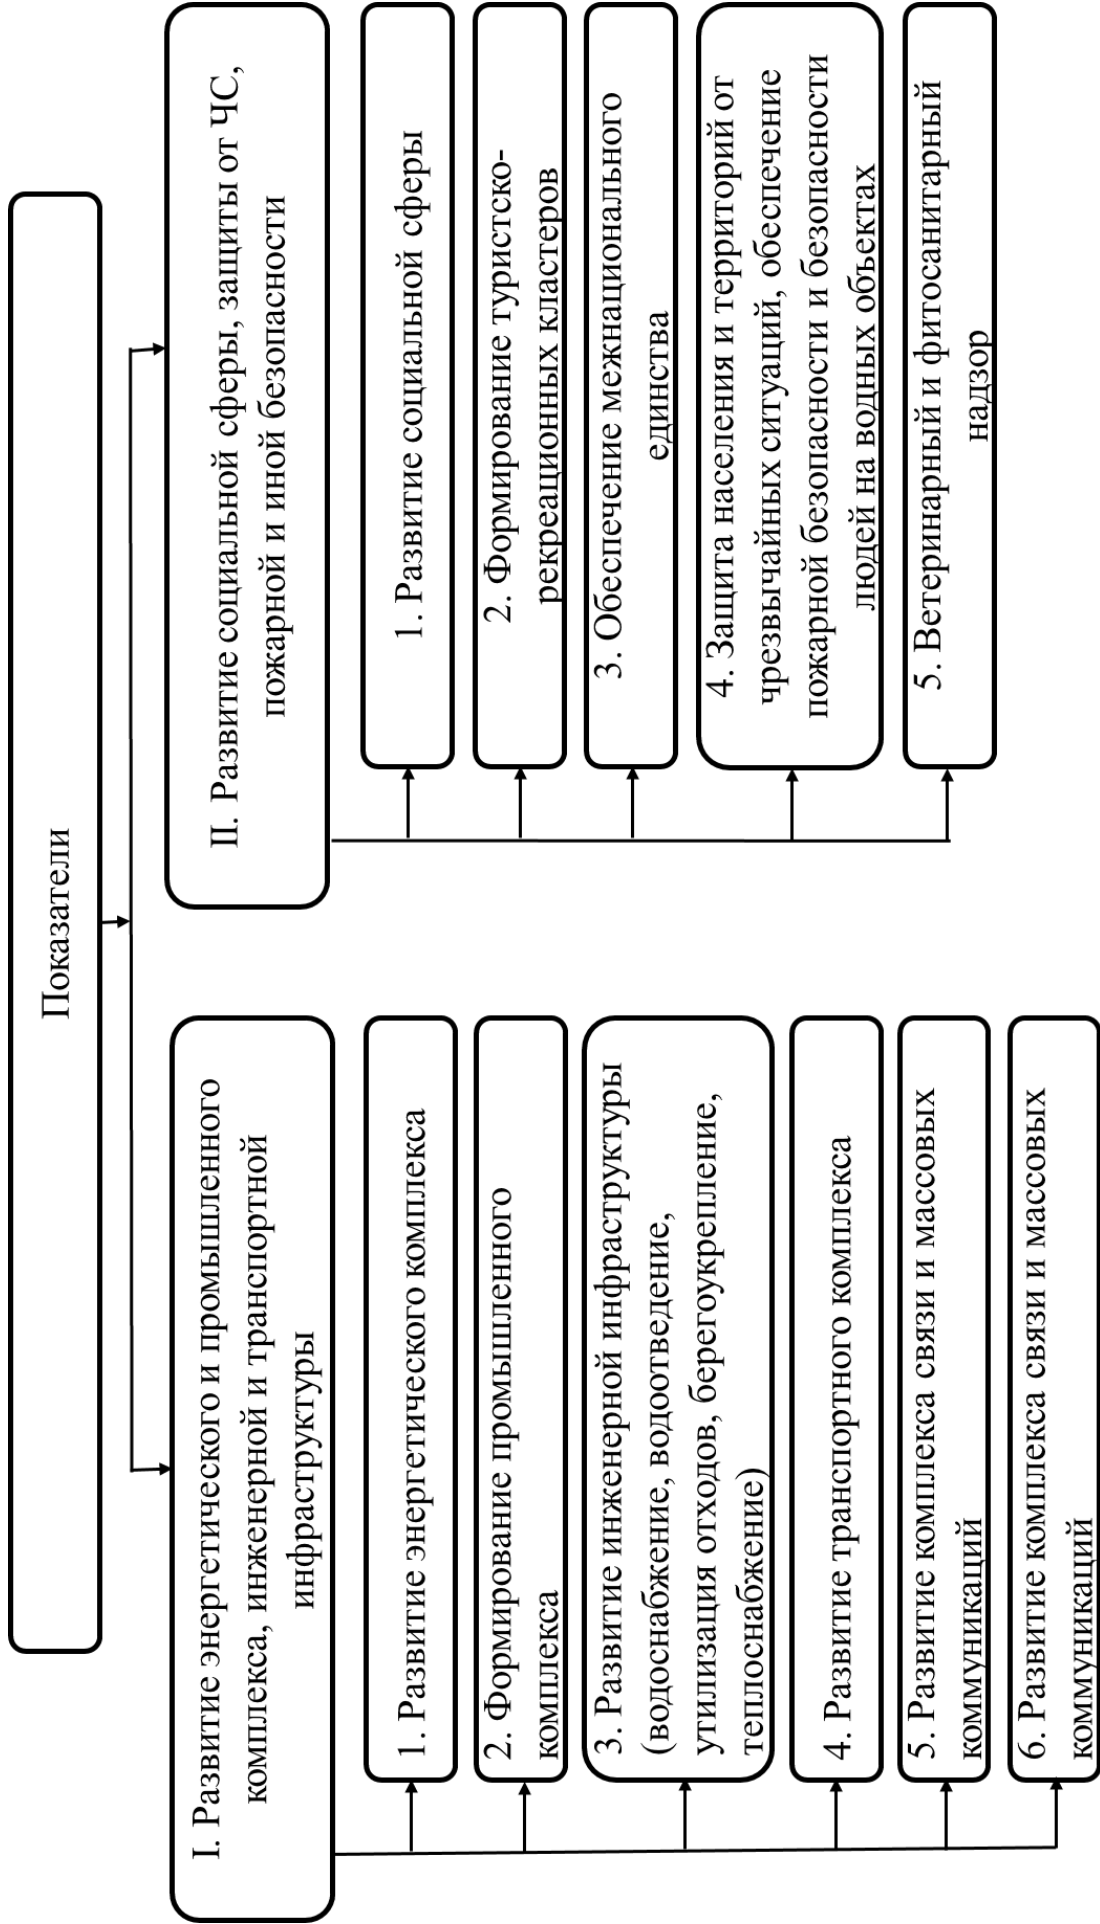 Показатели
I. Развитие энергетического и промышленного
комплекса, инженерной и транспортной
инфраструктуры
1. Развитие энергетического комплекса
2. Формирование промышленного
комплекса
3. Развитие инженерной инфраструктуры
(водоснабжение, водоотведение,
утилизация отходов, берегоукрепление,
теплоснабжение)
4. Развитие транспортного комплекса
5. Развитие комплекса связи и массовых
коммуникаций
6. Развитие комплекса связи и массовых
коммуникаций
II. Развитие социальной сферы, защиты от ЧС,
пожарной и иной безопасности
1. Развитие социальной сферы
2. Формирование туристско-
рекреационных кластеров
3. Обеспечение межнационального
единства
4. Защита населения и территорий от
чрезвычайных ситуаций, обеспечение
пожарной безопасности и безопасности
людей на водных объектах
5. Ветеринарный и фитосанитарный
надзор